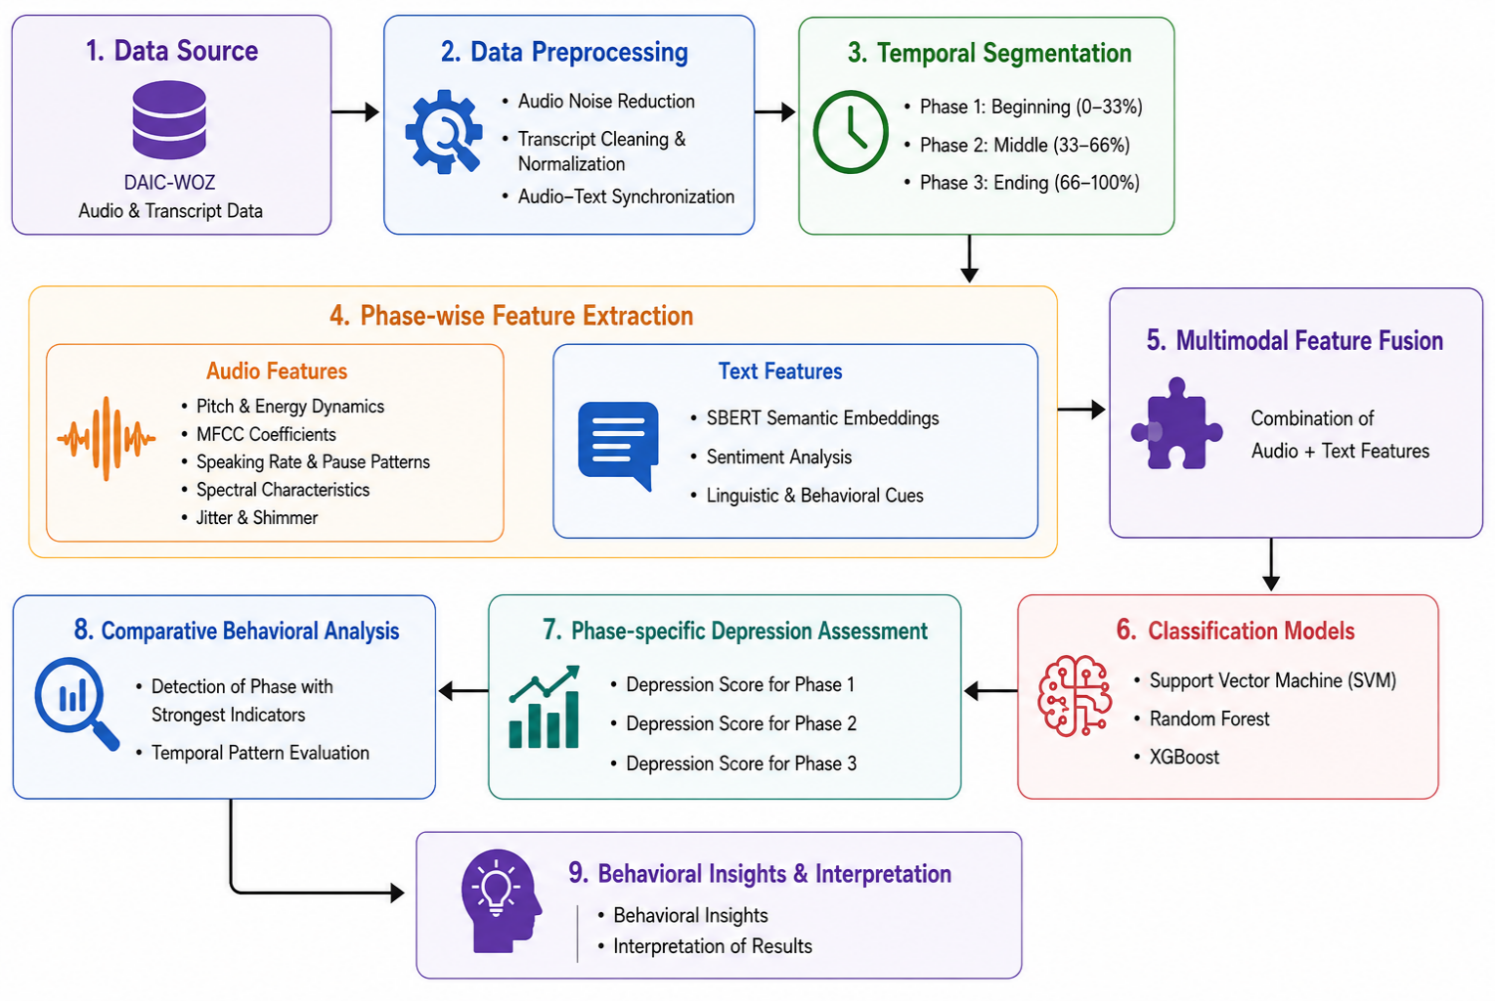 1. Data Source
DAIC-WOZ
Audio & Transcript Data
2. Data Preprocessing
• Audio Noise Reduction
• Transcript Cleaning &
Normalization
• Audio–Text Synchronization
3. Temporal Segmentation
• Phase 1: Beginning (0–33%)
• Phase 2: Middle (33–66%)
• Phase 3: Ending (66–100%)
4. Phase-wise Feature Extraction
Audio Features
• Pitch & Energy Dynamics
• MFCC Coefficients
• Speaking Rate & Pause Patterns
• Spectral Characteristics
• Jitter & Shimmer
Text Features
• SBERT Semantic Embeddings
• Sentiment Analysis
• Linguistic & Behavioral Cues
5. Multimodal Feature Fusion
Combination of
Audio + Text Features
6. Classification Models
• Support Vector Machine (SVM)
• Random Forest
• XGBoost
7. Phase-specific Depression Assessment
• Depression Score for Phase 1
• Depression Score for Phase 2
• Depression Score for Phase 3
8. Comparative Behavioral Analysis
• Detection of Phase with
Strongest Indicators
• Temporal Pattern Evaluation
9. Behavioral Insights & Interpretation
• Behavioral Insights
• Interpretation of Results